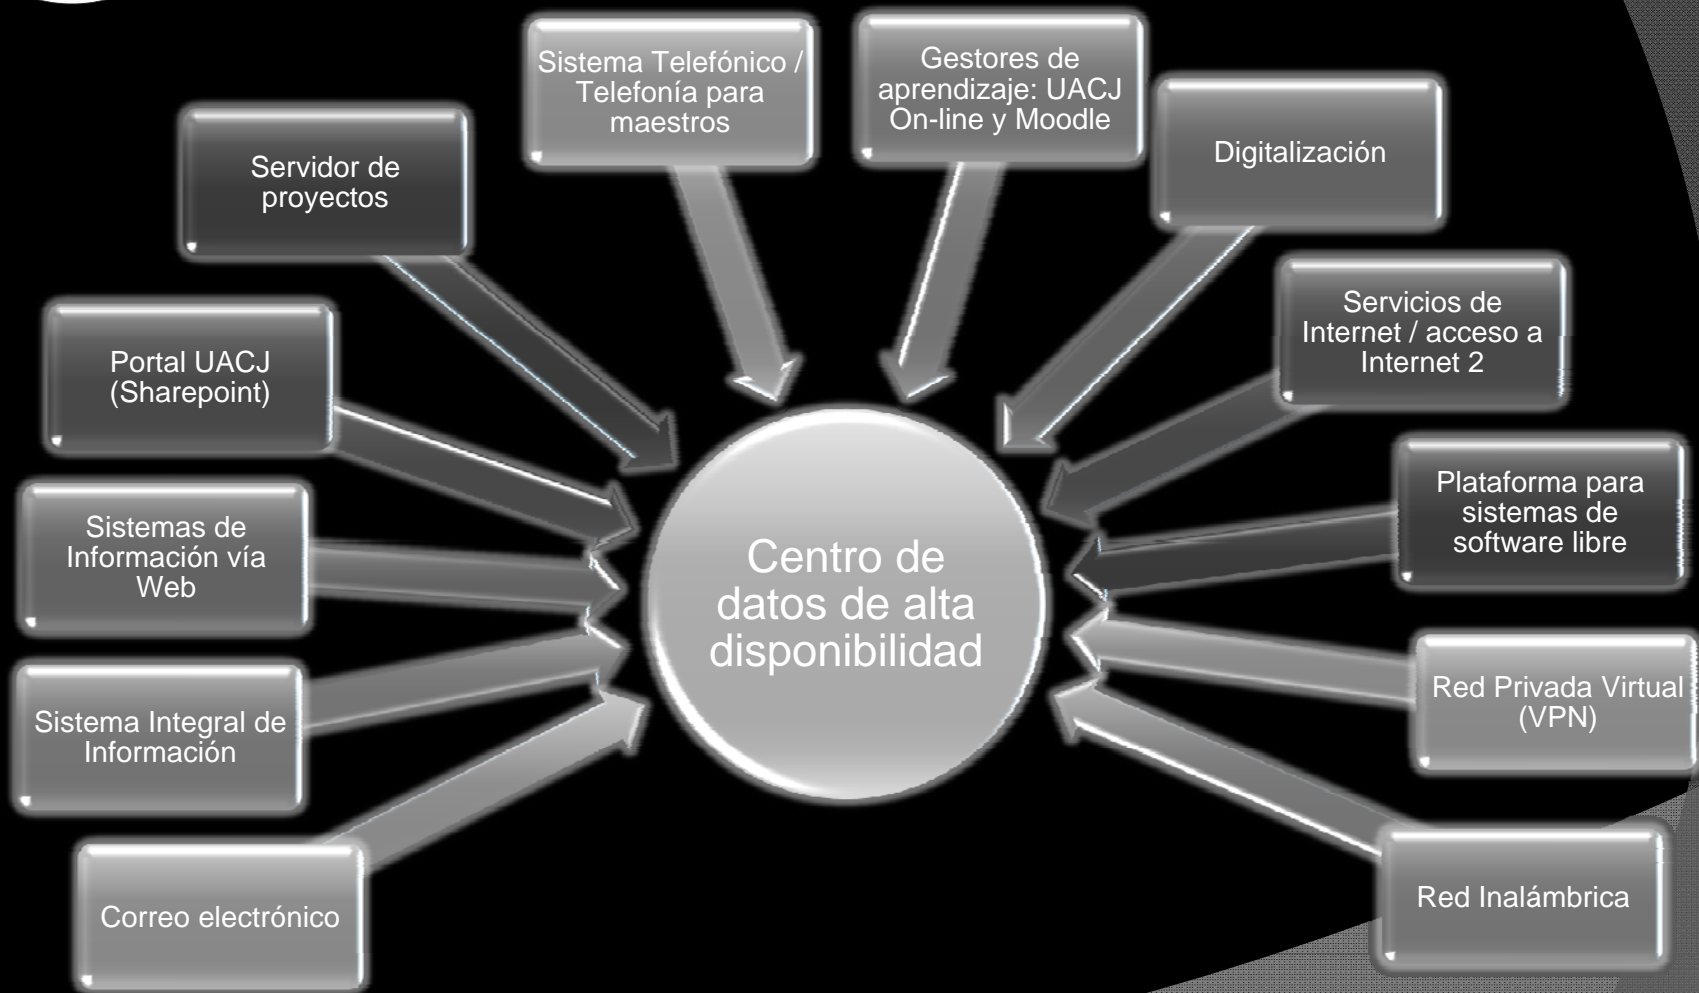 Sistema Telefónico /
Telefonía para
maestros
Gestores de
aprendizaje: UACJ
On-line y Moodle
Digitalización
Servidor de
proyectos
Servicios de
Internet / acceso a
Internet 2
Portal UACJ
(Sharepoint)
Plataforma para
sistemas de
software libre
Sistemas de
Información vía
Web
Centro de
datos de alta
disponibilidad
Red Privada Virtual
(VPN)
Sistema Integral de
Información
Red Inalámbrica
Correo electrónico